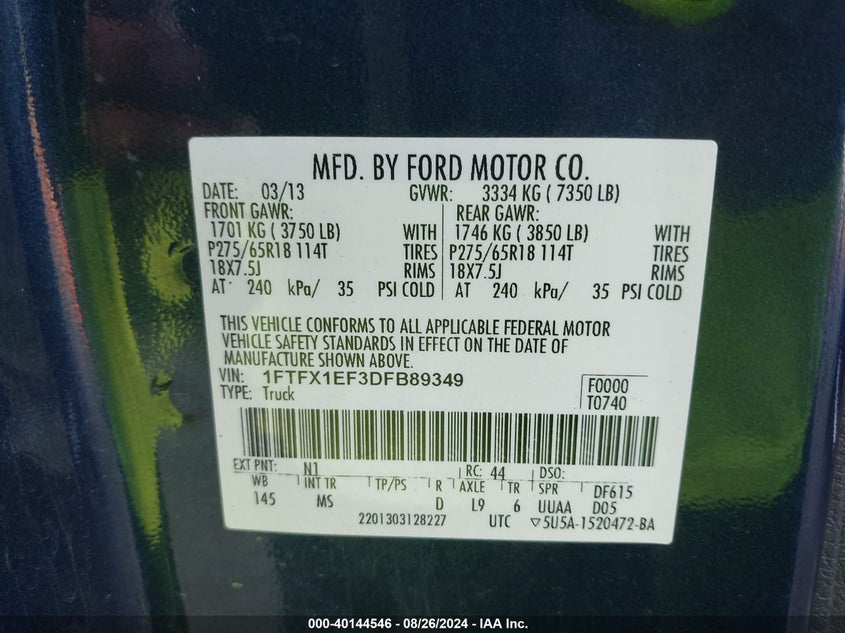 MFD. BY FORD MOTOR CO.
DATE: 03/13 GVWR: 3334 KG ( 7350 LB)
FRONT GAWR: REAR GAWR:
1701 KG ( 3750 LB) WITH 1746 KG ( 3850 LB) WITH
P275/65R18 114T TIRES P275/65R18 114T TIRES
18X7.5J RIMS 18X7.5J RIMS
AT 240 kPa/ 35 PSI COLD AT 240 kPa/ 35 PSI COLD
THIS VEHICLE CONFORMS TO ALL APPLICABLE FEDERAL MOTOR
VEHICLE SAFETY STANDARDS IN EFFECT ON THE DATE OF
MANUFACTURE SHOWN ABOVE.
VIN: 1FTFX1EF3DFB89349 F0000
TYPE: Truck T0740
EXT PNT: N1 RC: 44 DSO:
WB INT TR TP/PS R AXLE TR SPR DF615
145 MS D L9 6 UUAA D05
2201303128227 UTC ▽5U5A-1520472-BA
000-40144546 - 08/26/2024 - IAA Inc.